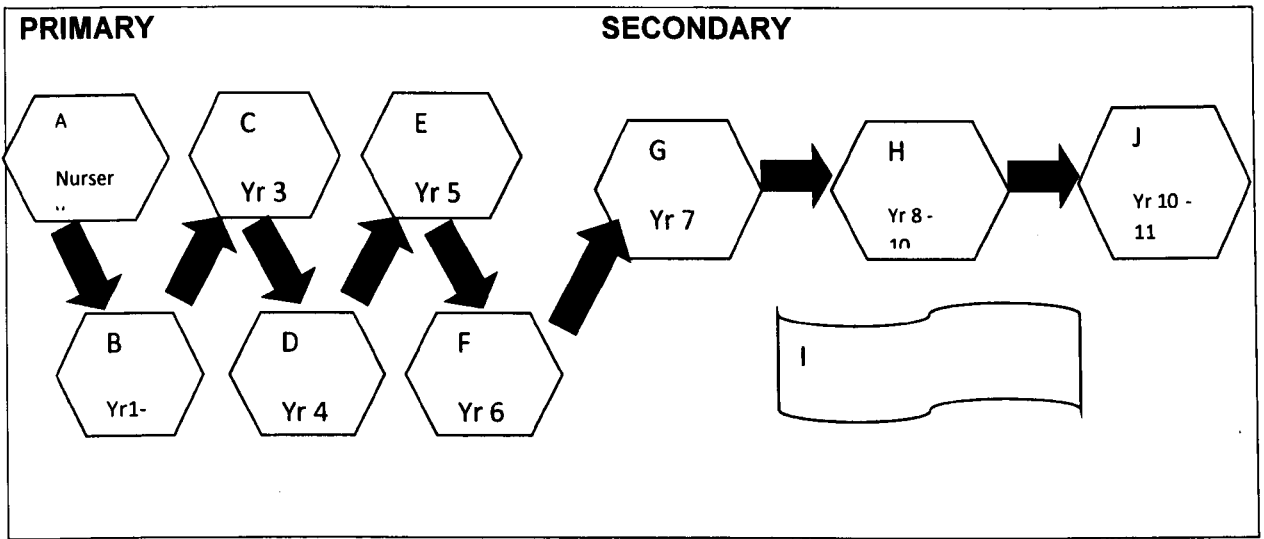 PRIMARY
SECONDARY
A
Nurser
C
Yr 3
E
Yr 5
G
Yr 7
H
Yr 8 -
10
J
Yr 10 -
11
B
Yr1-
D
Yr 4
F
Yr 6
I